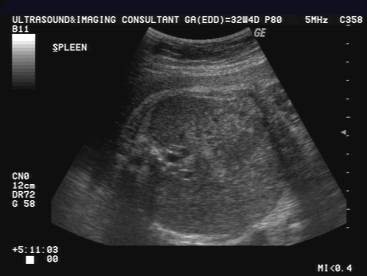 ULTRASOUND&IMAGING CONSULTANT GA(EDD)=32W4D P80 5MHz C358
B11 GE
SPLEEN
CN0
12cm
DR72
G 58
+5:11:03
00
MI<0.4